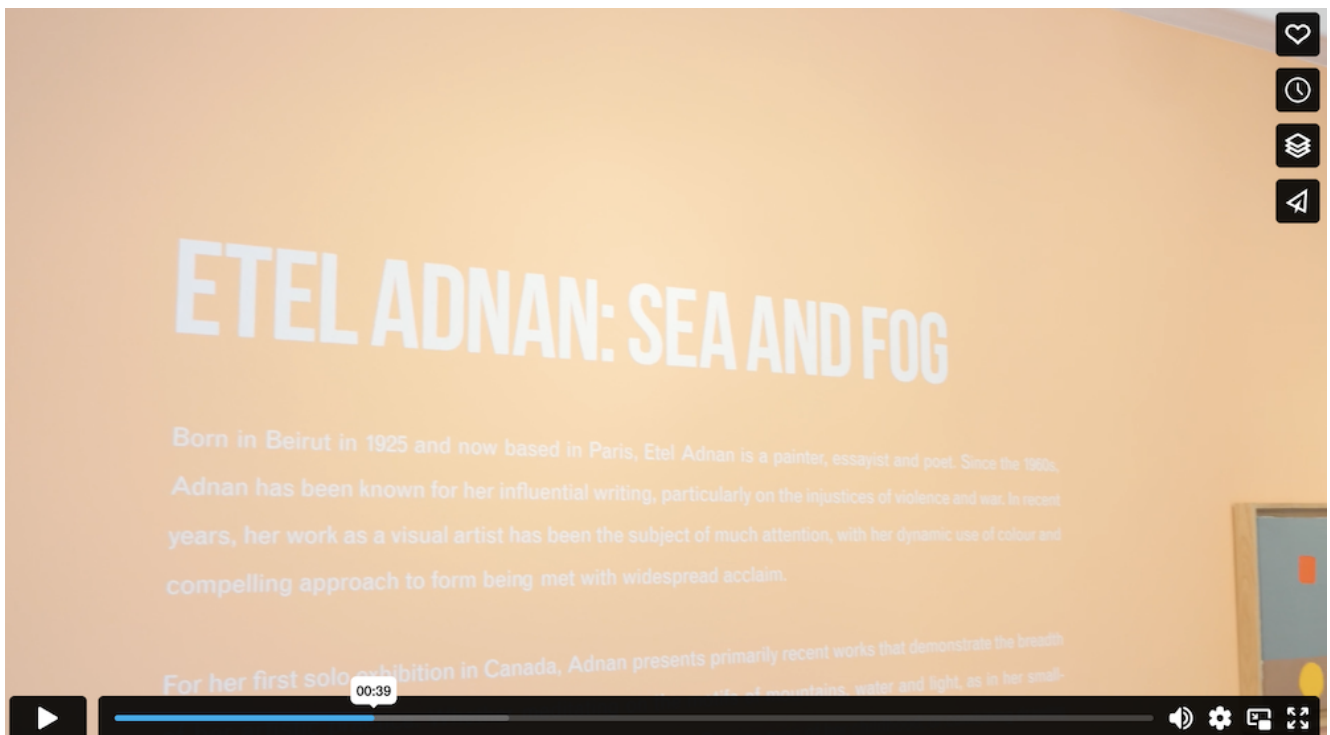 ETEL ADNAN: SEA AND FOG
Born in Beirut in 1925 and now based in Paris, Etel Adnan is a painter, essayist and poet. Since the 1960s,
Adnan has been known for her influential writing, particularly on the injustices of violence and war. In recent
years, her work as a visual artist has been the subject of much attention, with her dynamic use of colour and
compelling approach to form being met with widespread acclaim.
For her first solo exhibition in Canada, Adnan presents primarily recent works that demonstrate the breadth
of mountains, water and light, as in her small-
00:39